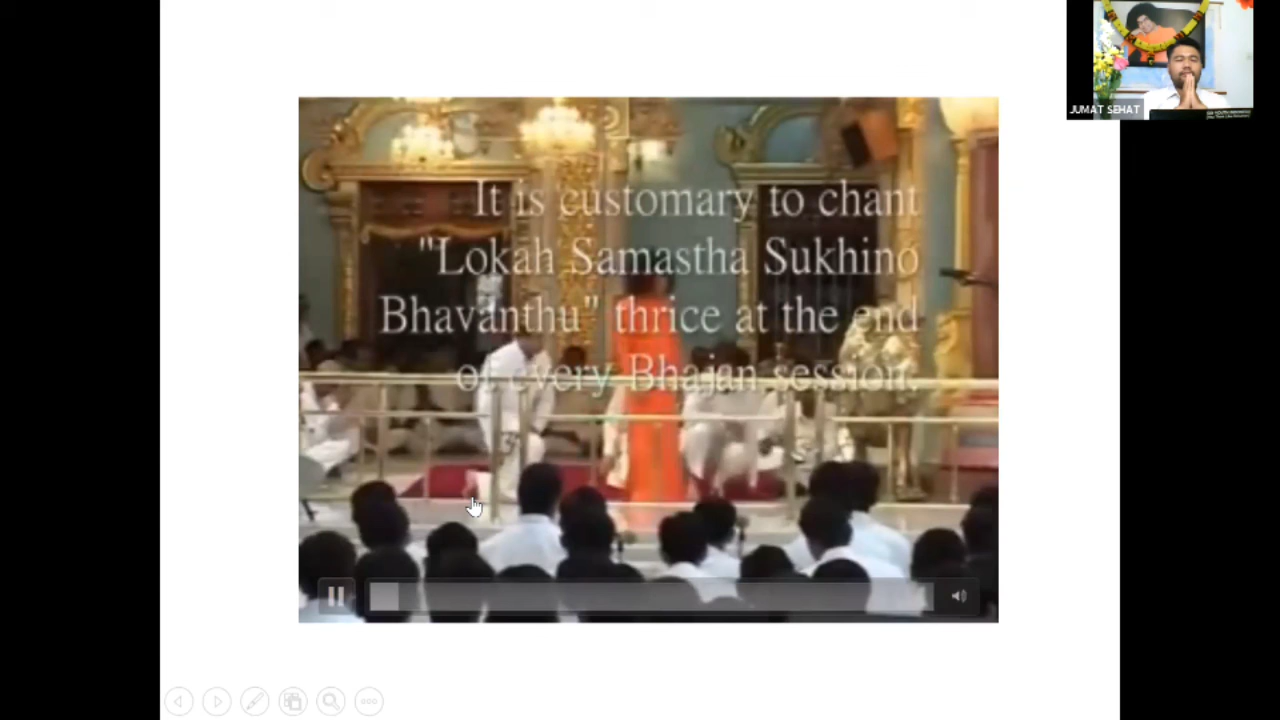 It is customary to chant
"Lokah Samastha Sukhino
Bhavanthu" thrice at the end
of every Bhajan session.
JUMAT SEHAT